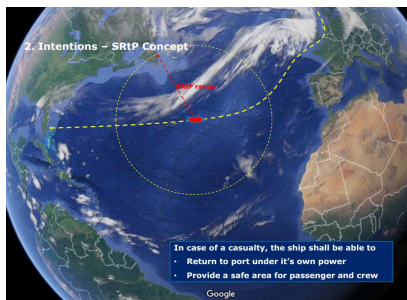 2. Intentions – SRtP Concept
SRtP range
In case of a casualty, the ship shall be able to
• Return to port under it's own power
• Provide a safe area for passenger and crew
Google